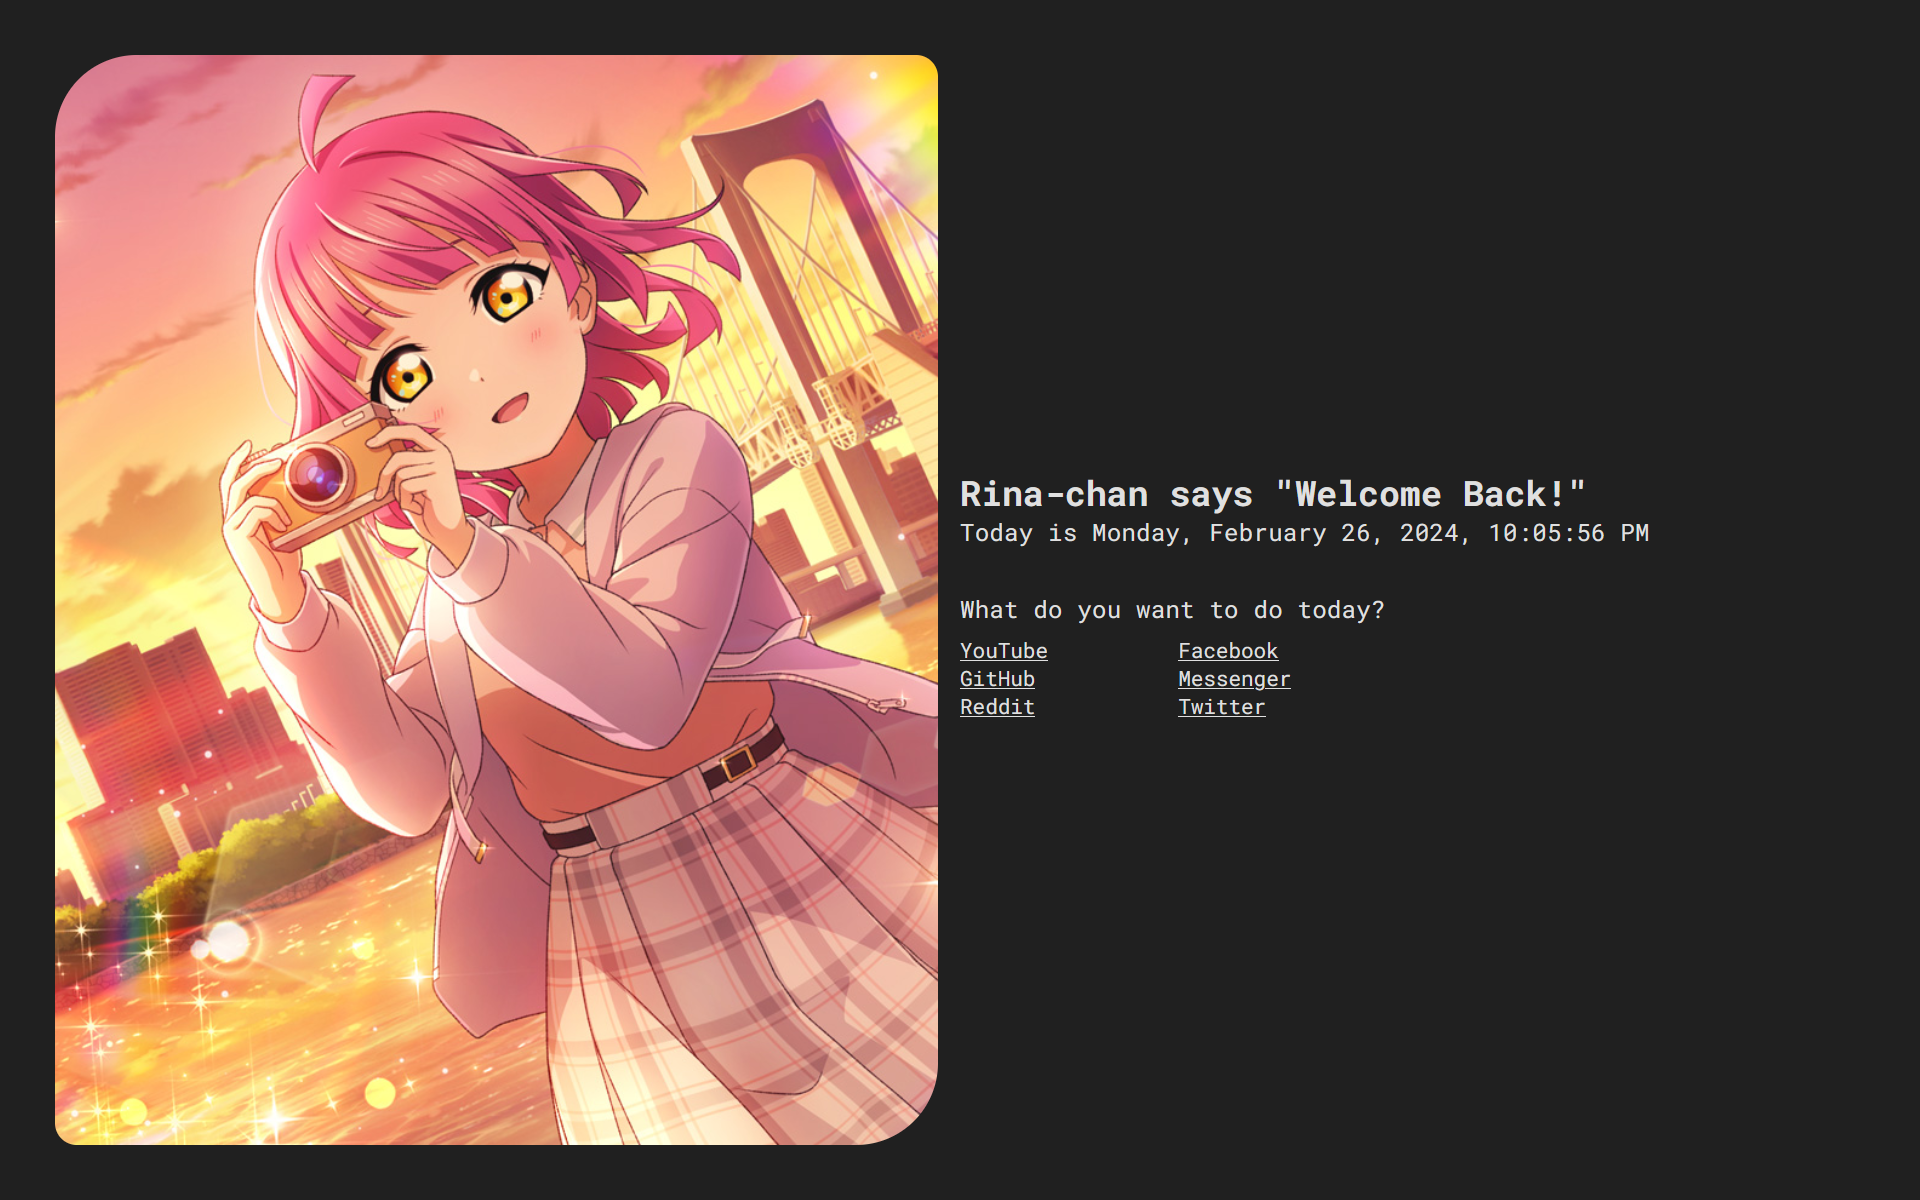 Rina-chan says "Welcome Back!"
Today is Monday, February 26, 2024, 10:05:56 PM
What do you want to do today?
YouTube Facebook
GitHub Messenger
Reddit Twitter